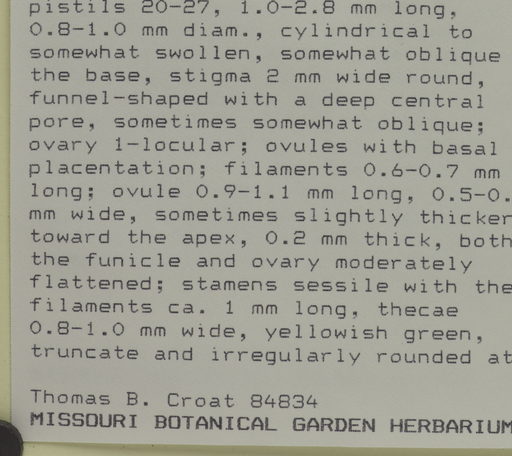 pistils 20-27, 1.0-2.8 mm long,
0.8-1.0 mm diam., cylindrical to
somewhat swollen, somewhat oblique
the base, stigma 2 mm wide round,
funnel-shaped with a deep central
pore, sometimes somewhat oblique;
ovary 1-locular; ovules with basal
placentation; filaments 0.6-0.7 mm
long; ovule 0.9-1.1 mm long, 0.5-0.
mm wide, sometimes slightly thicker
toward the apex, 0.2 mm thick, both
the funicle and ovary moderately
flattened; stamens sessile with the
filaments ca. 1 mm long, thecae
0.8-1.0 mm wide, yellowish green,
truncate and irregularly rounded at
Thomas B. Croat 84834
MISSOURI BOTANICAL GARDEN HERBARIUM